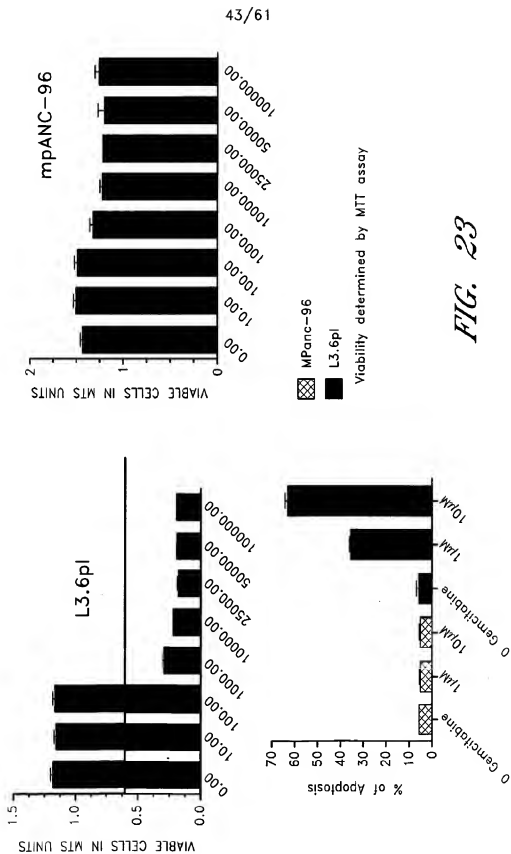 43/61
L3.6pl
VIABLE CELLS IN MTS UNITS
1.5
1.0
0.5
0.0
0.00
10.00
100.00
1000.00
10000.00
25000.00
50000.00
100000.00
mpANC-96
VIABLE CELLS IN MTS UNITS
2
1
0
0.00
10.00
100.00
1000.00
10000.00
25000.00
50000.00
100000.00
% of Apoptosis
70
60
50
40
30
20
10
0
0 Gemcitabine
1μM
10μM
0 Gemcitabine
1μM
10μM
MPanc-96
L3.6pl
Viability determined by MTT assay
FIG. 23